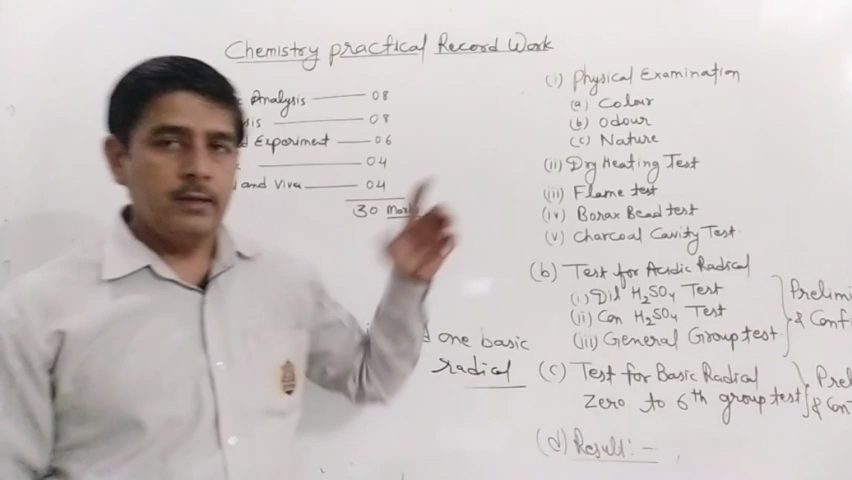 Chemistry practical Record Work
Analysis — 08
— 08
Experiment — 06
— 04
and Viva — 04
30 Mark
one basic
radical
(i) Physical Examination
(a) Colour
(b) Odour
(c) Nature
(ii) Dry Heating Test
(iii) Flame test
(iv) Borax Bead test
(v) Charcoal Cavity Test
(b) Test for Acidic Radical
(i) Dil H₂SO₄ Test
(ii) Con H₂SO₄ Test
(iii) General Group test
Prelimi
& Conf
(c) Test for Basic Radical
Zero to 6th group test
Prel
& Con
(d) Result:-